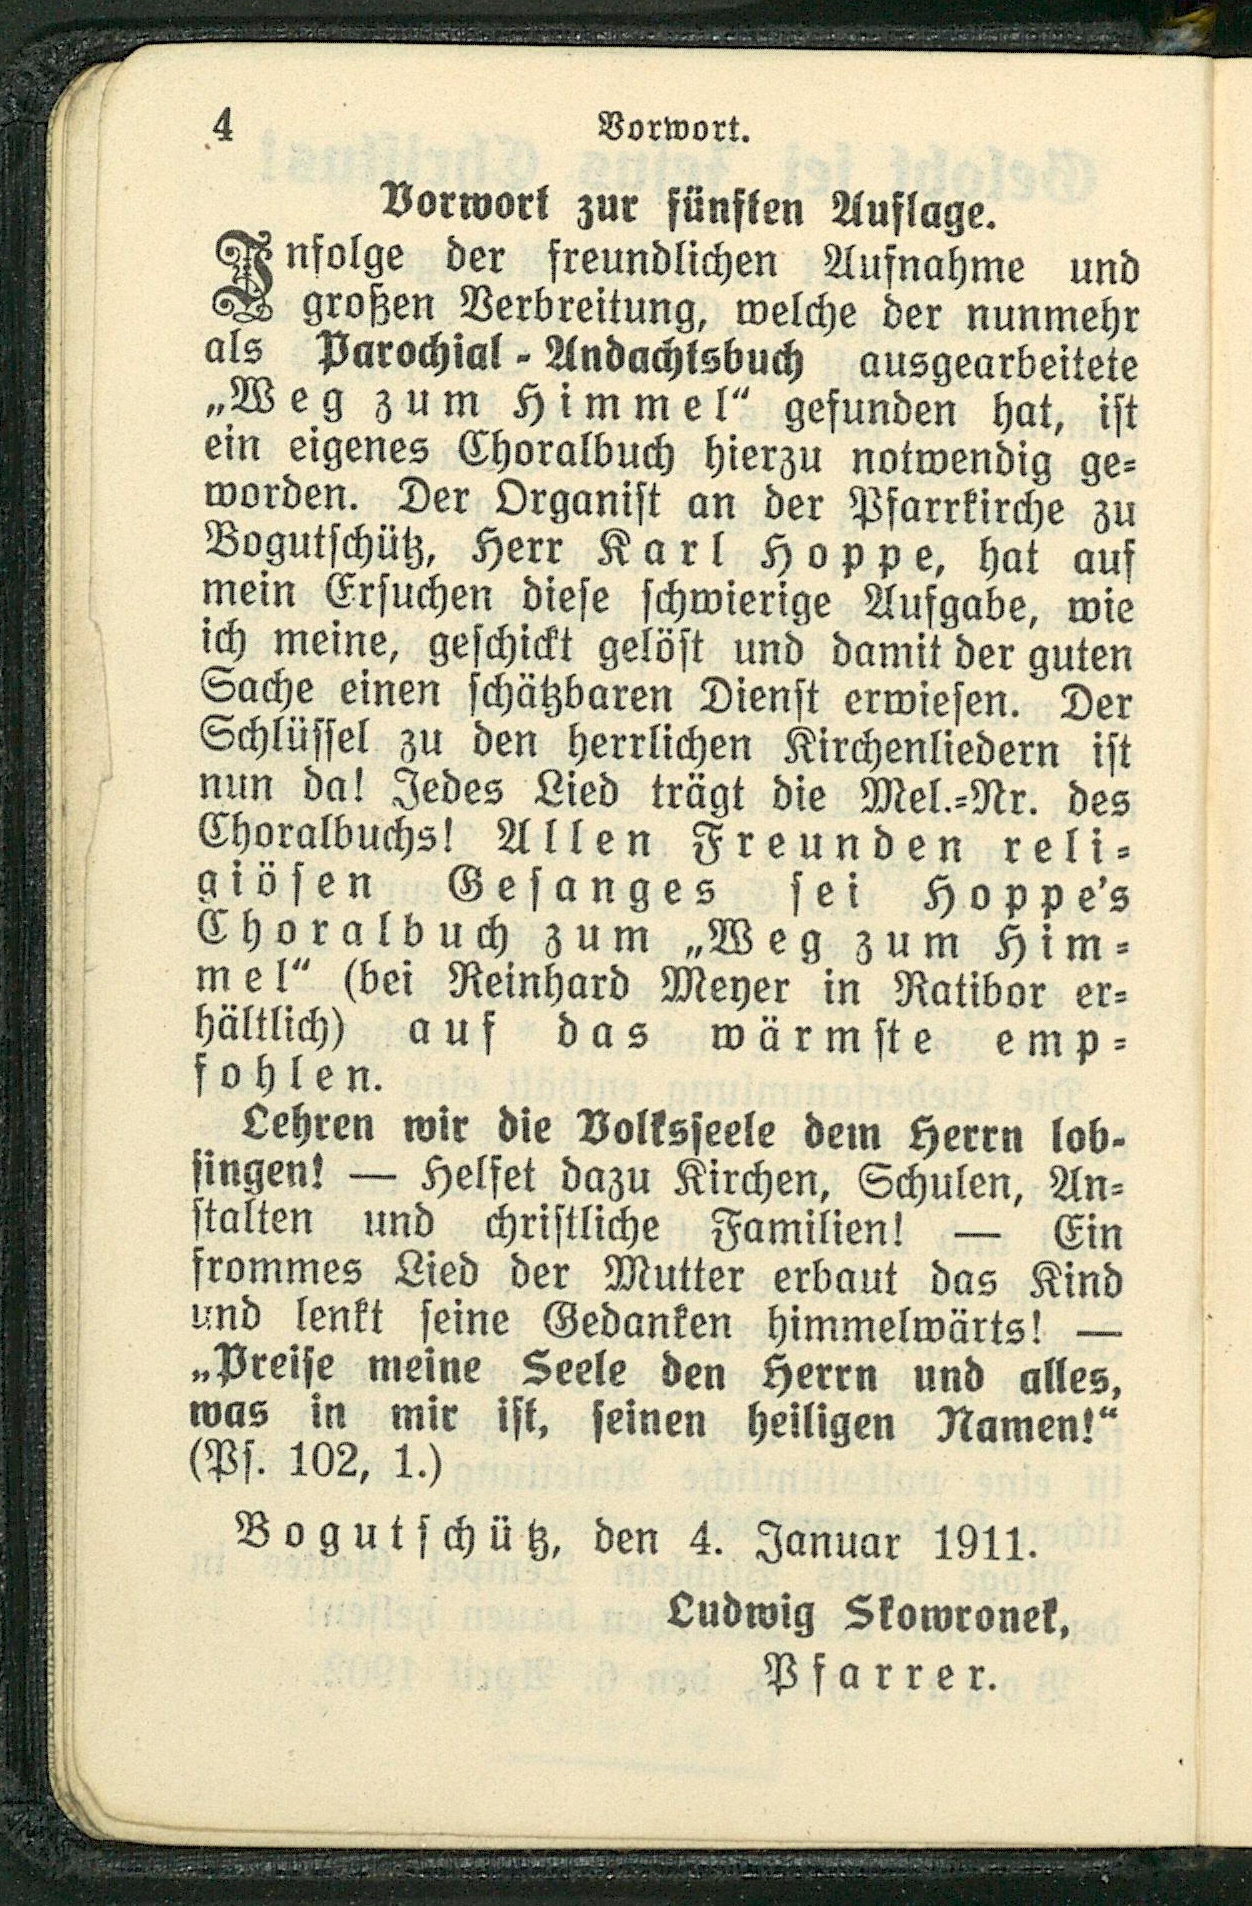 4 Vorwort.
Vorwort zur fünften Auflage.
Infolge der freundlichen Aufnahme und
großen Verbreitung, welche der nunmehr
als Parochial-Andachtsbuch ausgearbeitete
„Weg zum Himmel“ gefunden hat, ist
ein eigenes Choralbuch hierzu notwendig ge-
worden. Der Organist an der Pfarrkirche zu
Bogutschütz, Herr Karl Hoppe, hat auf
mein Ersuchen diese schwierige Aufgabe, wie
ich meine, geschickt gelöst und damit der guten
Sache einen schätzbaren Dienst erwiesen. Der
Schlüssel zu den herrlichen Kirchenliedern ist
nun da! Jedes Lied trägt die Mel.-Nr. des
Choralbuchs! Allen Freunden reli-
giösen Gesanges sei Hoppe's
Choralbuch zum „Weg zum Him-
mel“ (bei Reinhard Meyer in Ratibor er-
hältlich) auf das wärmste emp-
fohlen.
Lehren wir die Volksseele dem Herrn lob-
singen! — Helfet dazu Kirchen, Schulen, An-
stalten und christliche Familien! — Ein
frommes Lied der Mutter erbaut das Kind
und lenkt seine Gedanken himmelwärts! —
„Preise meine Seele den Herrn und alles,
was in mir ist, seinen heiligen Namen!“
(Ps. 102, 1.)
Bogutschütz, den 4. Januar 1911.
Ludwig Skowronek,
Pfarrer.